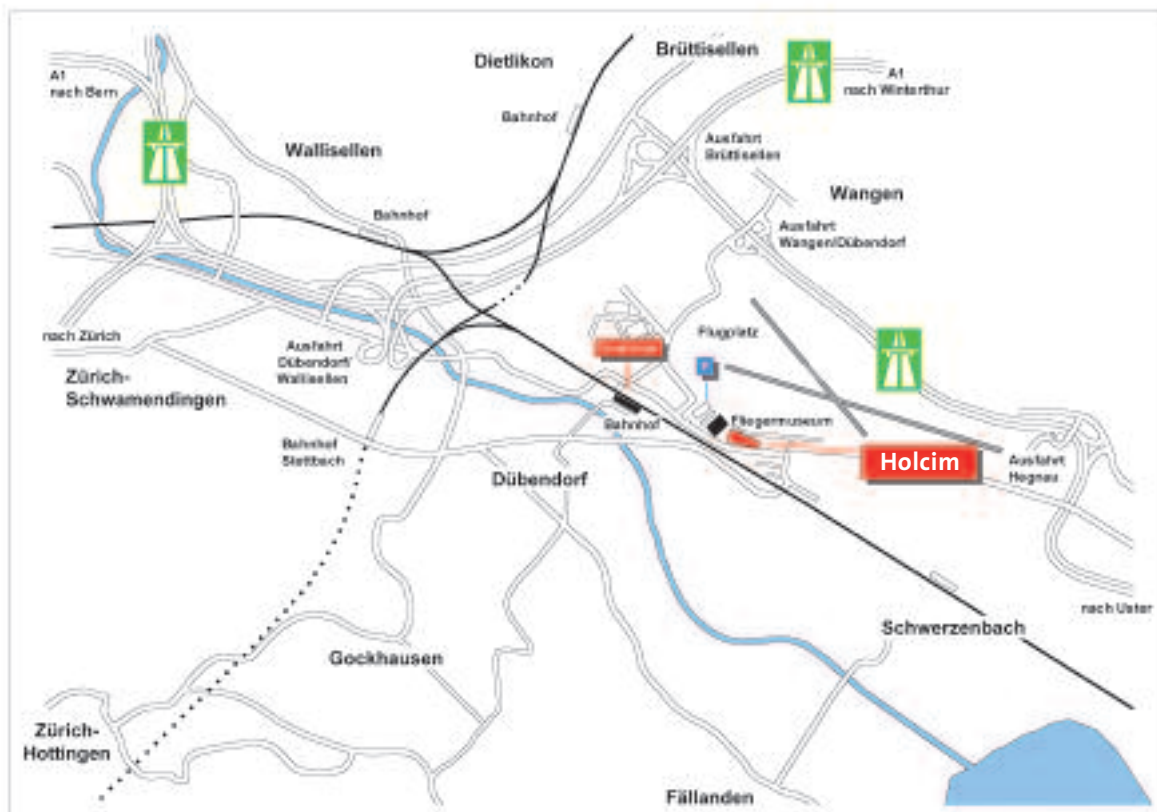 Brüttisellen
Dietlikon
A1
nach Bern
A1
nach Winterthur
Bahnhof
Ausfahrt
Brüttisellen
Wallisellen
Wangen
Bahnhof
Ausfahrt
Wangen/Dübendorf
nach Zürich
Ausfahrt
Dübendorf/
Wallisellen
Flugplatz
P
Zürich-
Schwamendingen
Bahnhof
Fliegermuseum
Bahnhof
Stettbach
Holcim
Ausfahrt
Hegnau
Dübendorf
nach Uster
Schwerzenbach
Gockhausen
Zürich-
Hottingen
Fällanden